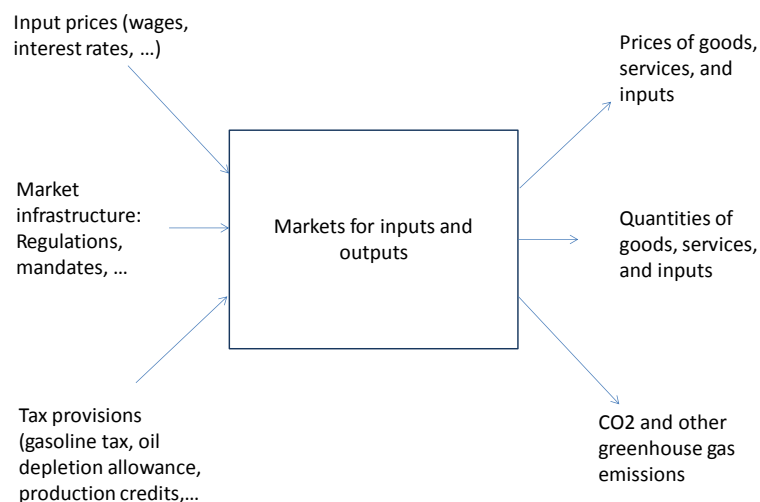 Input prices (wages,
interest rates, …)
Market
infrastructure:
Regulations,
mandates, …
Tax provisions
(gasoline tax, oil
depletion allowance,
production credits,…
Markets for inputs and
outputs
Prices of goods,
services, and
inputs
Quantities of
goods, services,
and inputs
CO2 and other
greenhouse gas
emissions